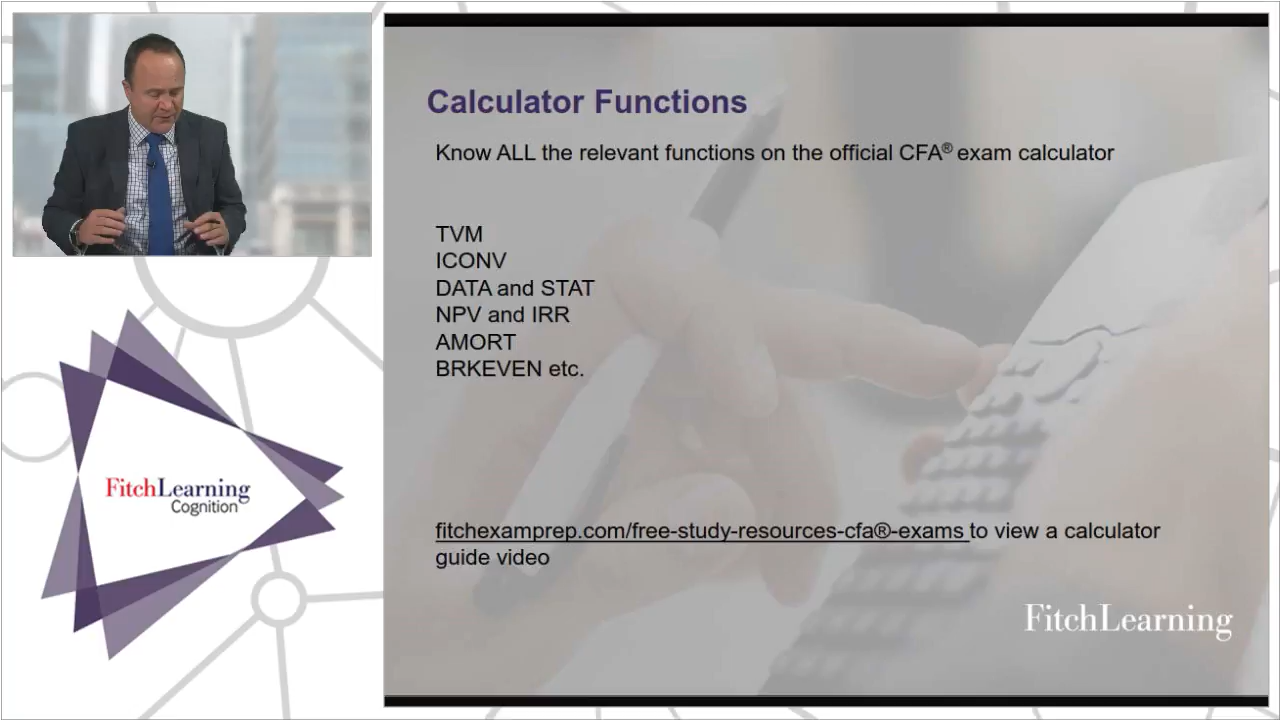 Calculator Functions
Know ALL the relevant functions on the official CFA® exam calculator
TVM
ICONV
DATA and STAT
NPV and IRR
AMORT
BRKEVEN etc.
fitchexamprep.com/free-study-resources-cfa®-exams to view a calculator
guide video
FitchLearning
FitchLearning
Cognition